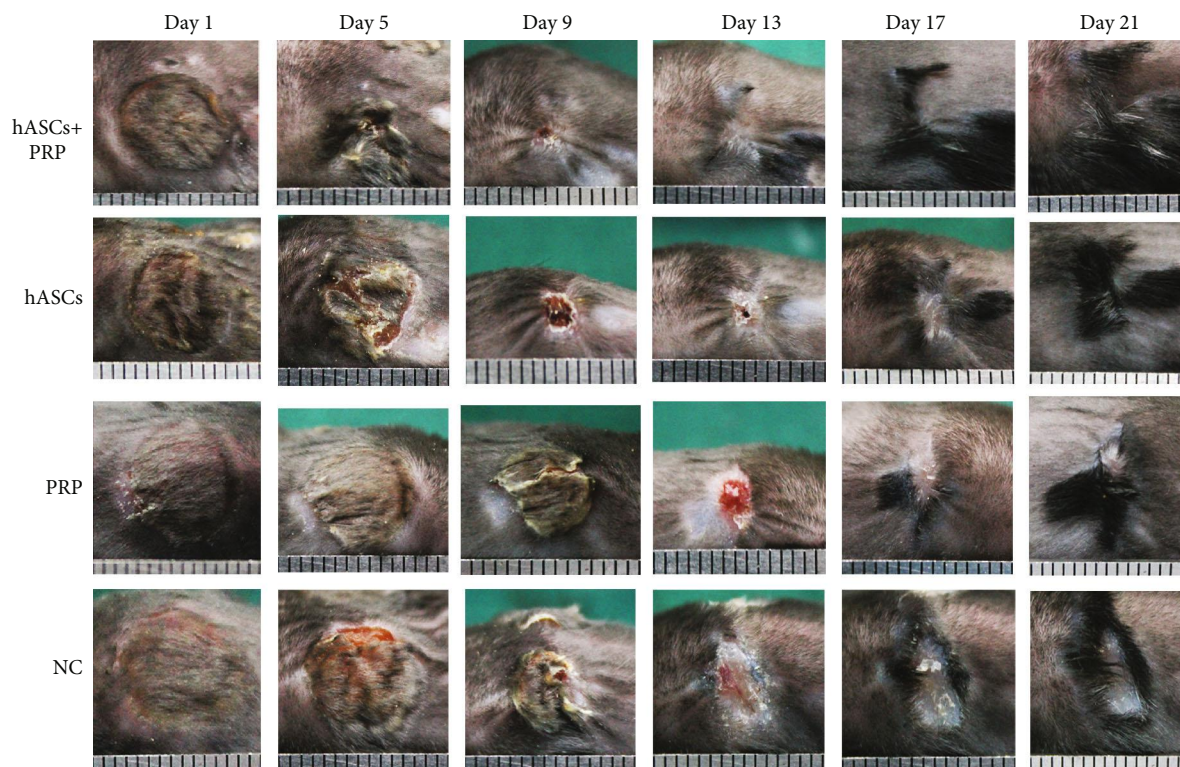 Day 1 Day 5 Day 9 Day 13 Day 17 Day 21
hASCs+
PRP
hASCs
PRP
NC